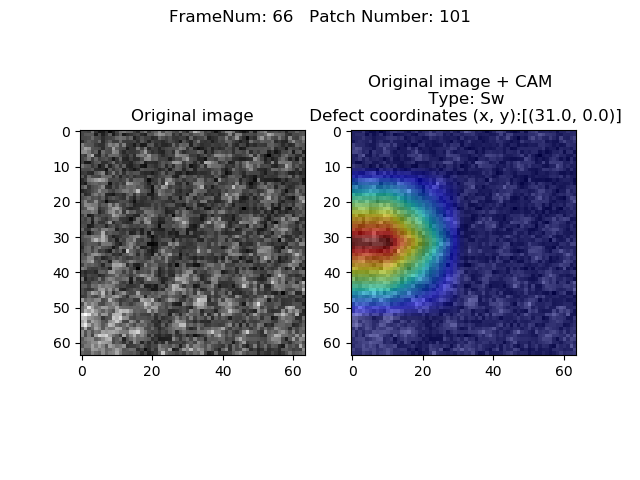 FrameNum: 66   Patch Number: 101
Original image
0
10
20
30
40
50
60
0 20 40 60
Original image + CAM
Type: Sw
Defect coordinates (x, y):[(31.0, 0.0)]
0
10
20
30
40
50
60
0 20 40 60